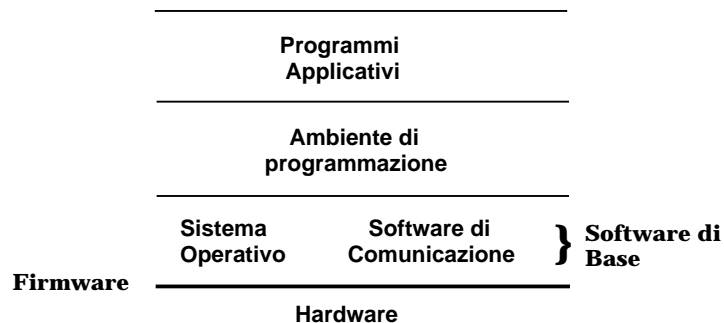 Programmi
Applicativi
Ambiente di
programmazione
Sistema
Operativo
Software di
Comunicazione
} Software di
Base
Firmware
Hardware